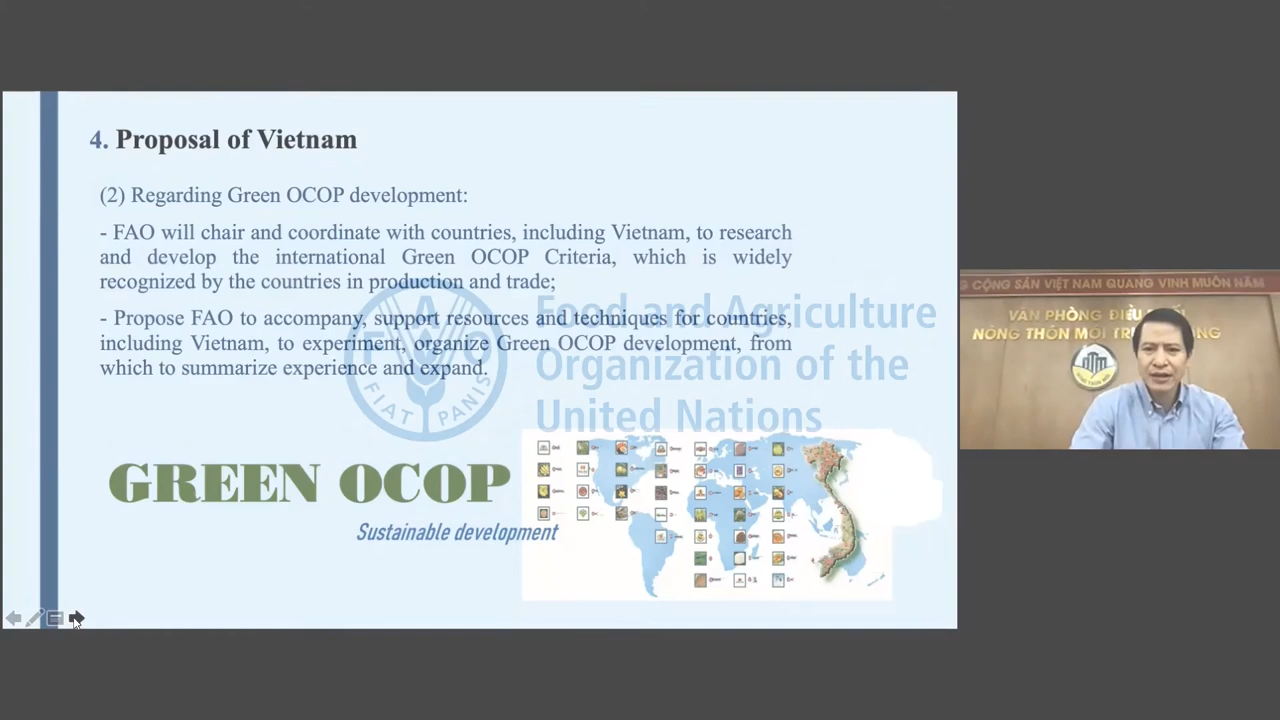 4. Proposal of Vietnam
(2) Regarding Green OCOP development:
- FAO will chair and coordinate with countries, including Vietnam, to research
and develop the international Green OCOP Criteria, which is widely
recognized by the countries in production and trade;
- Propose FAO to accompany, support resources and techniques for countries,
including Vietnam, to experiment, organize Green OCOP development, from
which to summarize experience and expand.
FAO
FIAT PANIS
Food and Agriculture
Organization of the
United Nations
GREEN OCOP
Sustainable development
CỘNG SẢN VIỆT NAM QUANG VINH MUÔN NĂM
VĂN PHÒNG ĐIỀU
NÔNG THÔN MỚI